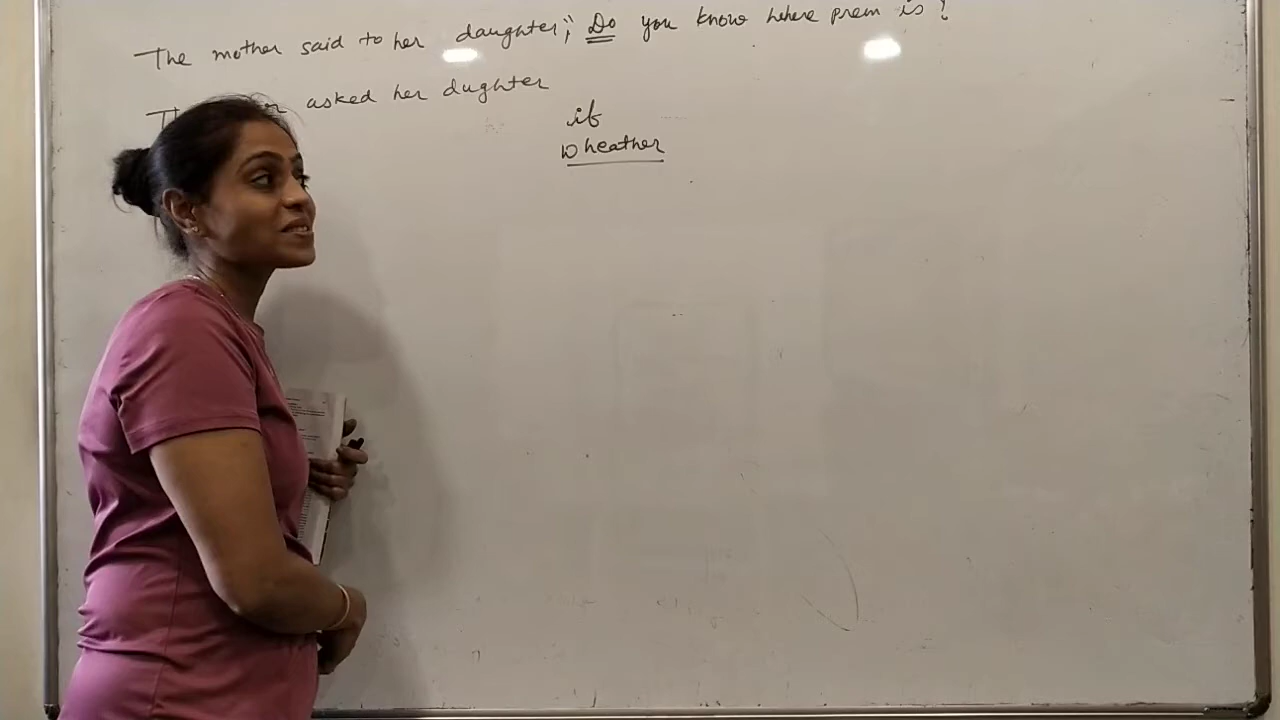 The mother said to her daughter," Do you know where prem is?
asked her dughter
if
wheather